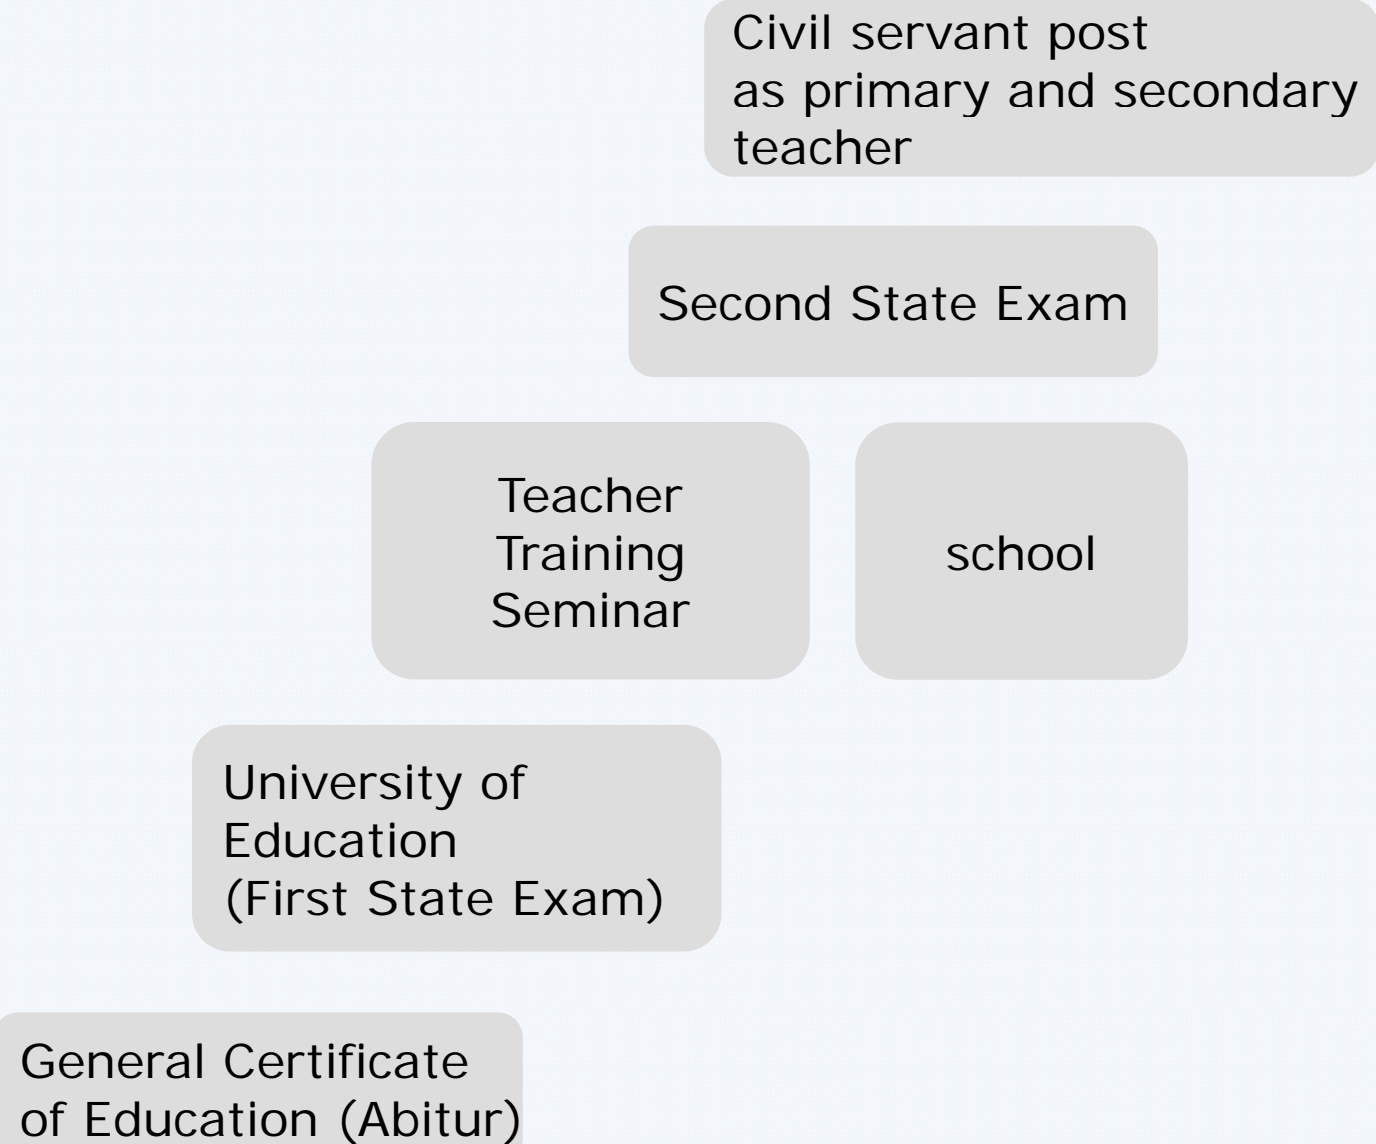 Civil servant post
as primary and secondary
teacher
Second State Exam
Teacher
Training
Seminar
school
University of
Education
(First State Exam)
General Certificate
of Education (Abitur)